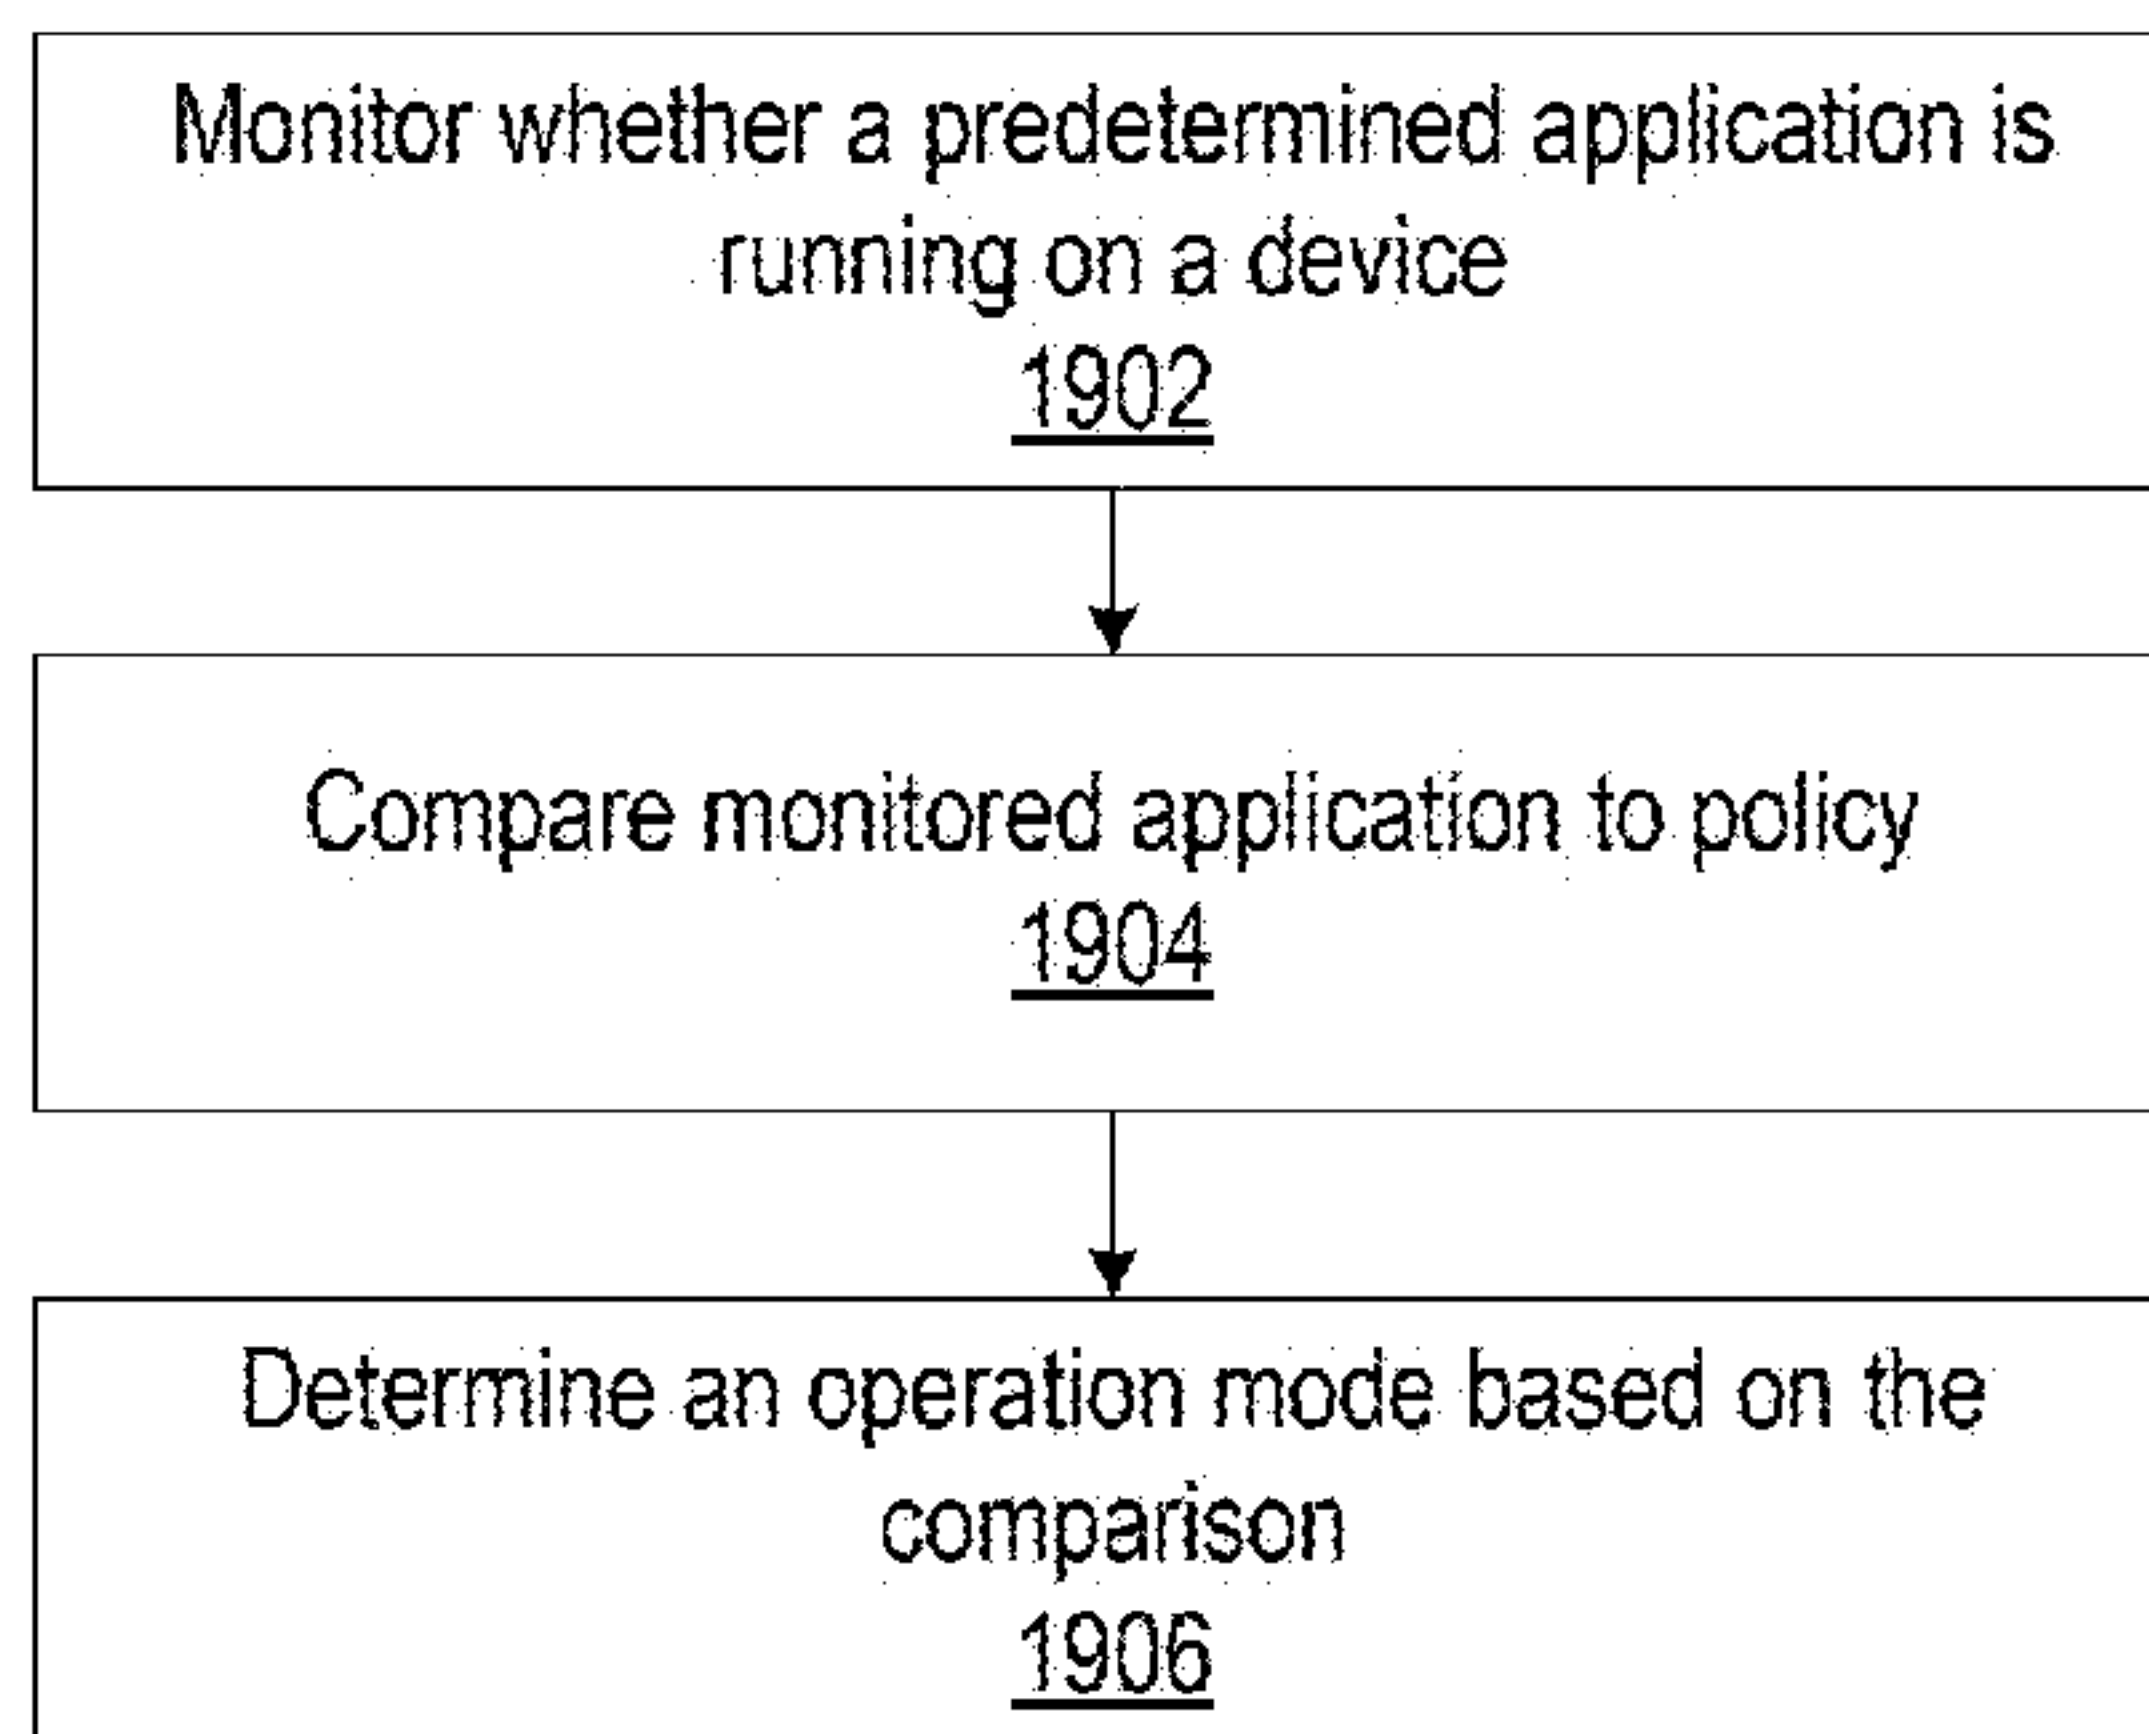 Monitor whether a predetermined application is
running on a device
1902
Compare monitored application to policy
1904
Determine an operation mode based on the
comparison
1906